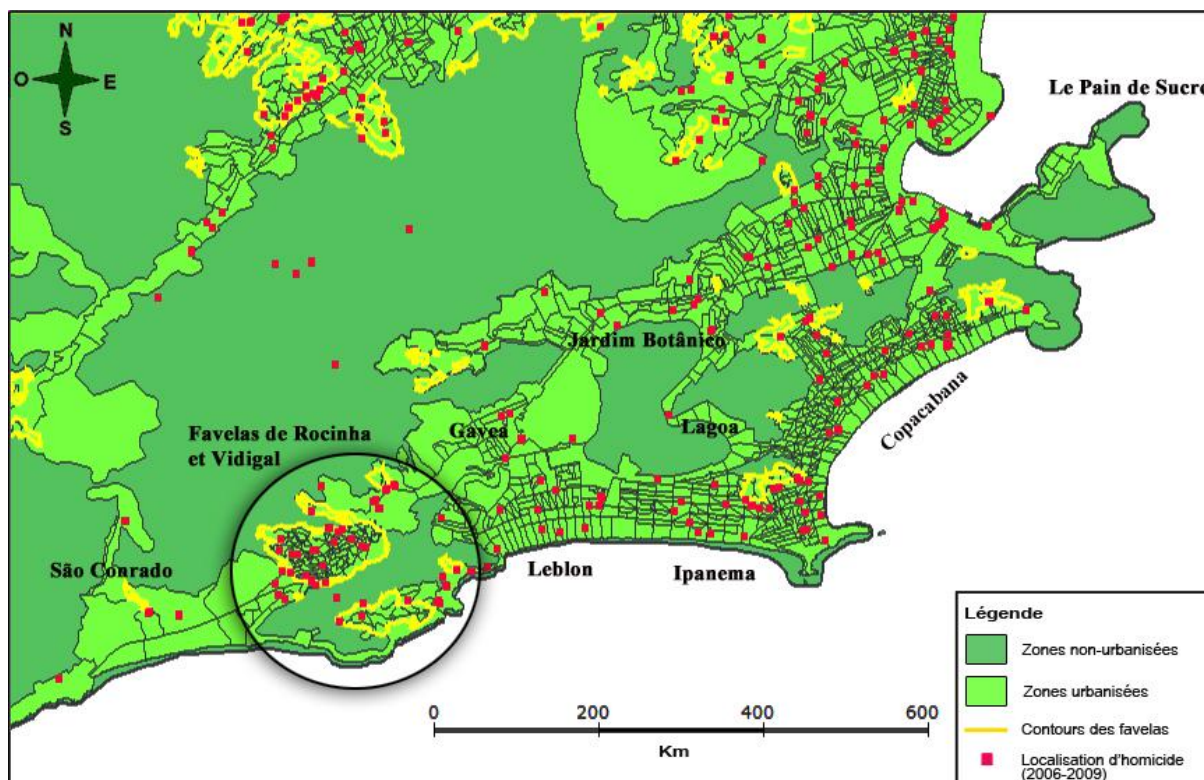 N
O
E
S
Le Pain de Sucre
Jardim Botânico
Favelas de Rocinha
et Vidigal
Gavea
Lagoa
Copacabana
São Conrado
Leblon
Ipanema
Légende
Zones non-urbanisées
Zones urbanisées
Contours des favelas
Localisation d'homicide
(2006-2009)
0
200
400
600
Km